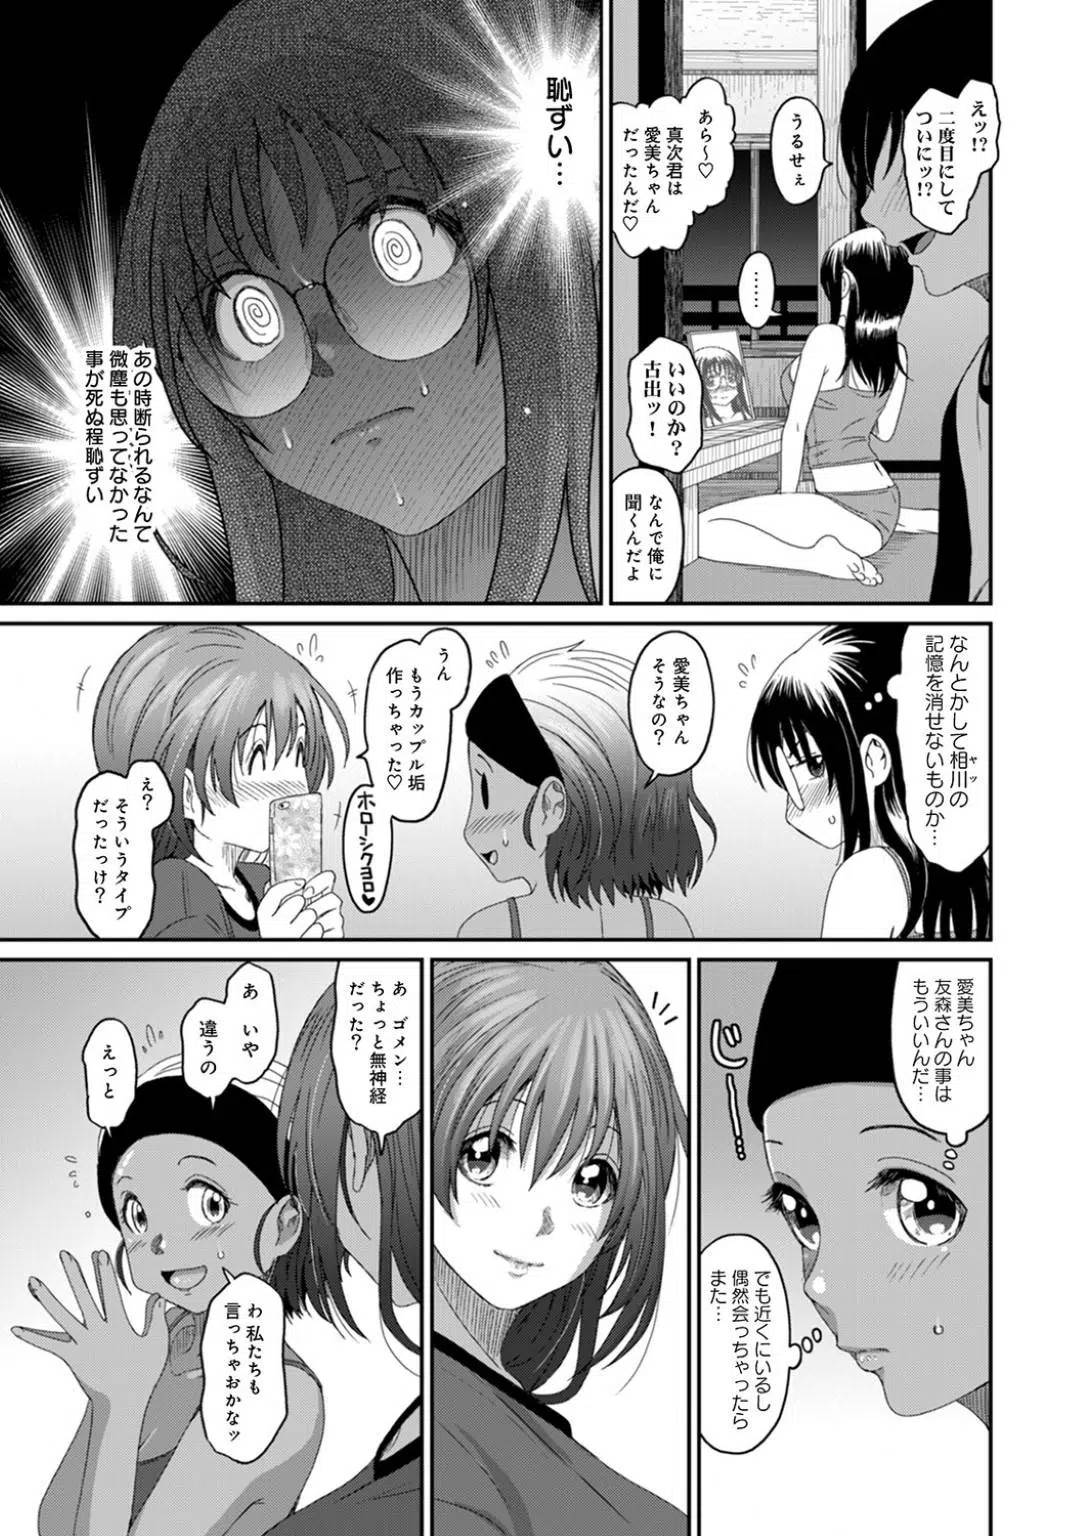 えッ!?
二度目にして
ついにッ!?
うるせぇ
あら～♡
真次君は
愛美ちゃん
だったんだ♡
……
いいのか？
古出ッ！
なんで俺に
聞くんだよ
恥ずい…
あの時断られるなんて
微塵も思ってなかった
事が死ぬ程恥ずい
なんとかして相川の
ヤツ
記憶を消せないものか…
愛美ちゃん
そうなの？
うん
もうカップル垢
作っちゃった♡
ホローシクヨロ♥
え？
そういうタイプ
だったっけ？
愛美ちゃん
友森さんの事は
もういいんだ…
じ～
でも近くにいるし
偶然会っちゃったら
また…
あ ゴメン…
ちょっと無神経
だった？
あ いや
違うの
えっと
わ 私たちも
言っちゃおかなッ